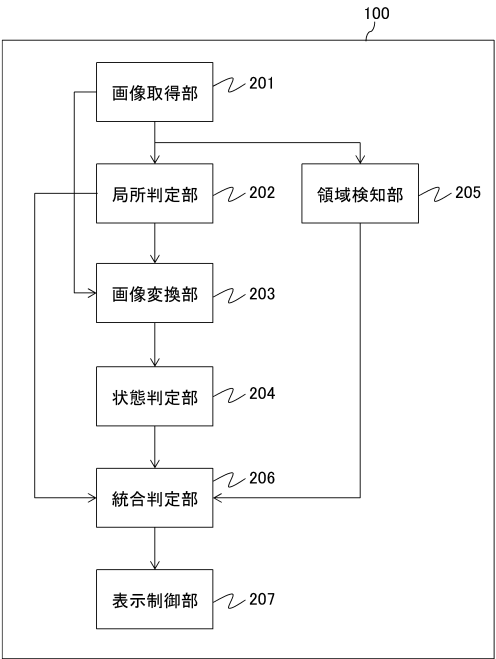 100
画像取得部
201
局所判定部
202
領域検知部
205
画像変換部
203
状態判定部
204
統合判定部
206
表示制御部
207